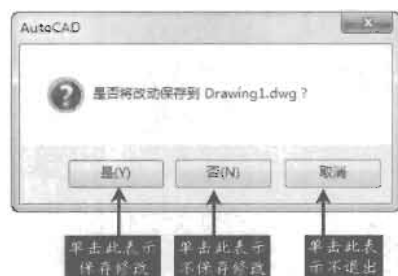 AutoCAD
是否将改动保存到 Drawing1.dwg ?
是(Y)
否(N)
取消
单击此表示
保存修改
单击此表示
不保存修改
单击此表
示不退出